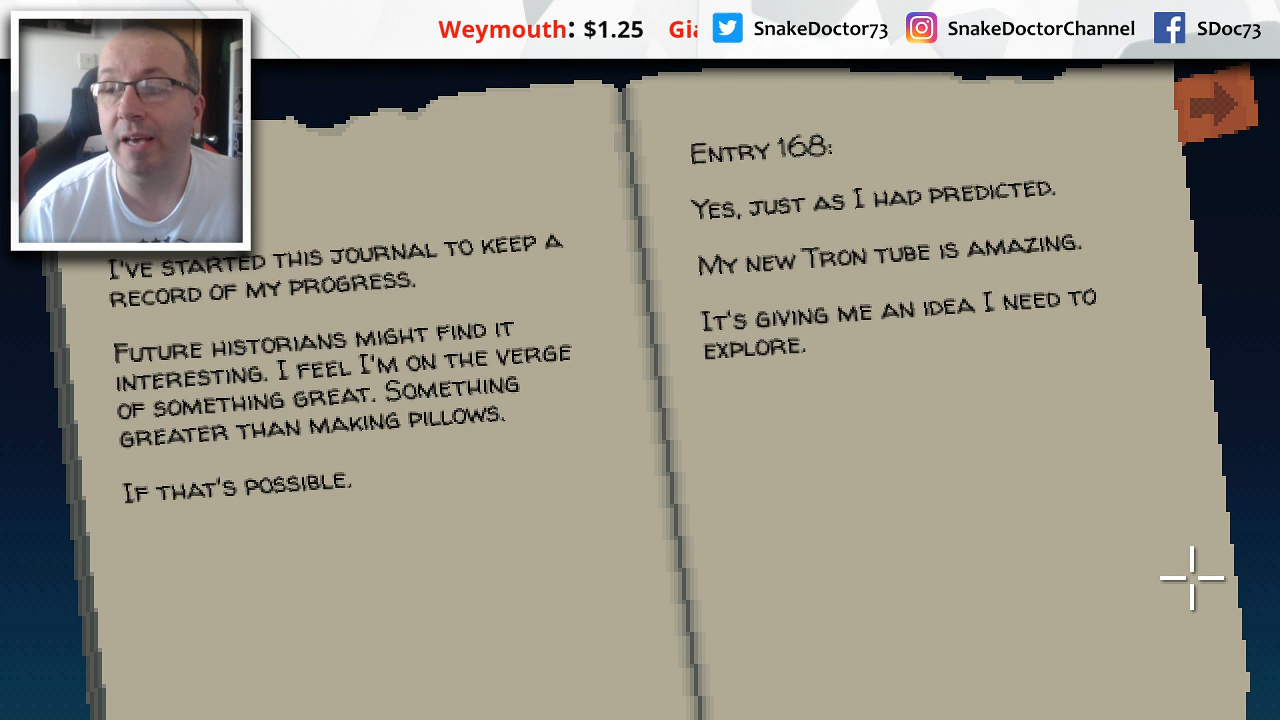 Weymouth: $1.25 SnakeDoctor73 SnakeDoctorChannel SDoc73
I'VE STARTED THIS JOURNAL TO KEEP A
RECORD OF MY PROGRESS.
FUTURE HISTORIANS MIGHT FIND IT
INTERESTING. I FEEL I'M ON THE VERGE
OF SOMETHING GREAT. SOMETHING
GREATER THAN MAKING PILLOWS.
IF THAT'S POSSIBLE.
ENTRY 168:
YES, JUST AS I HAD PREDICTED.
MY NEW TRON TUBE IS AMAZING.
IT'S GIVING ME AN IDEA I NEED TO
EXPLORE.